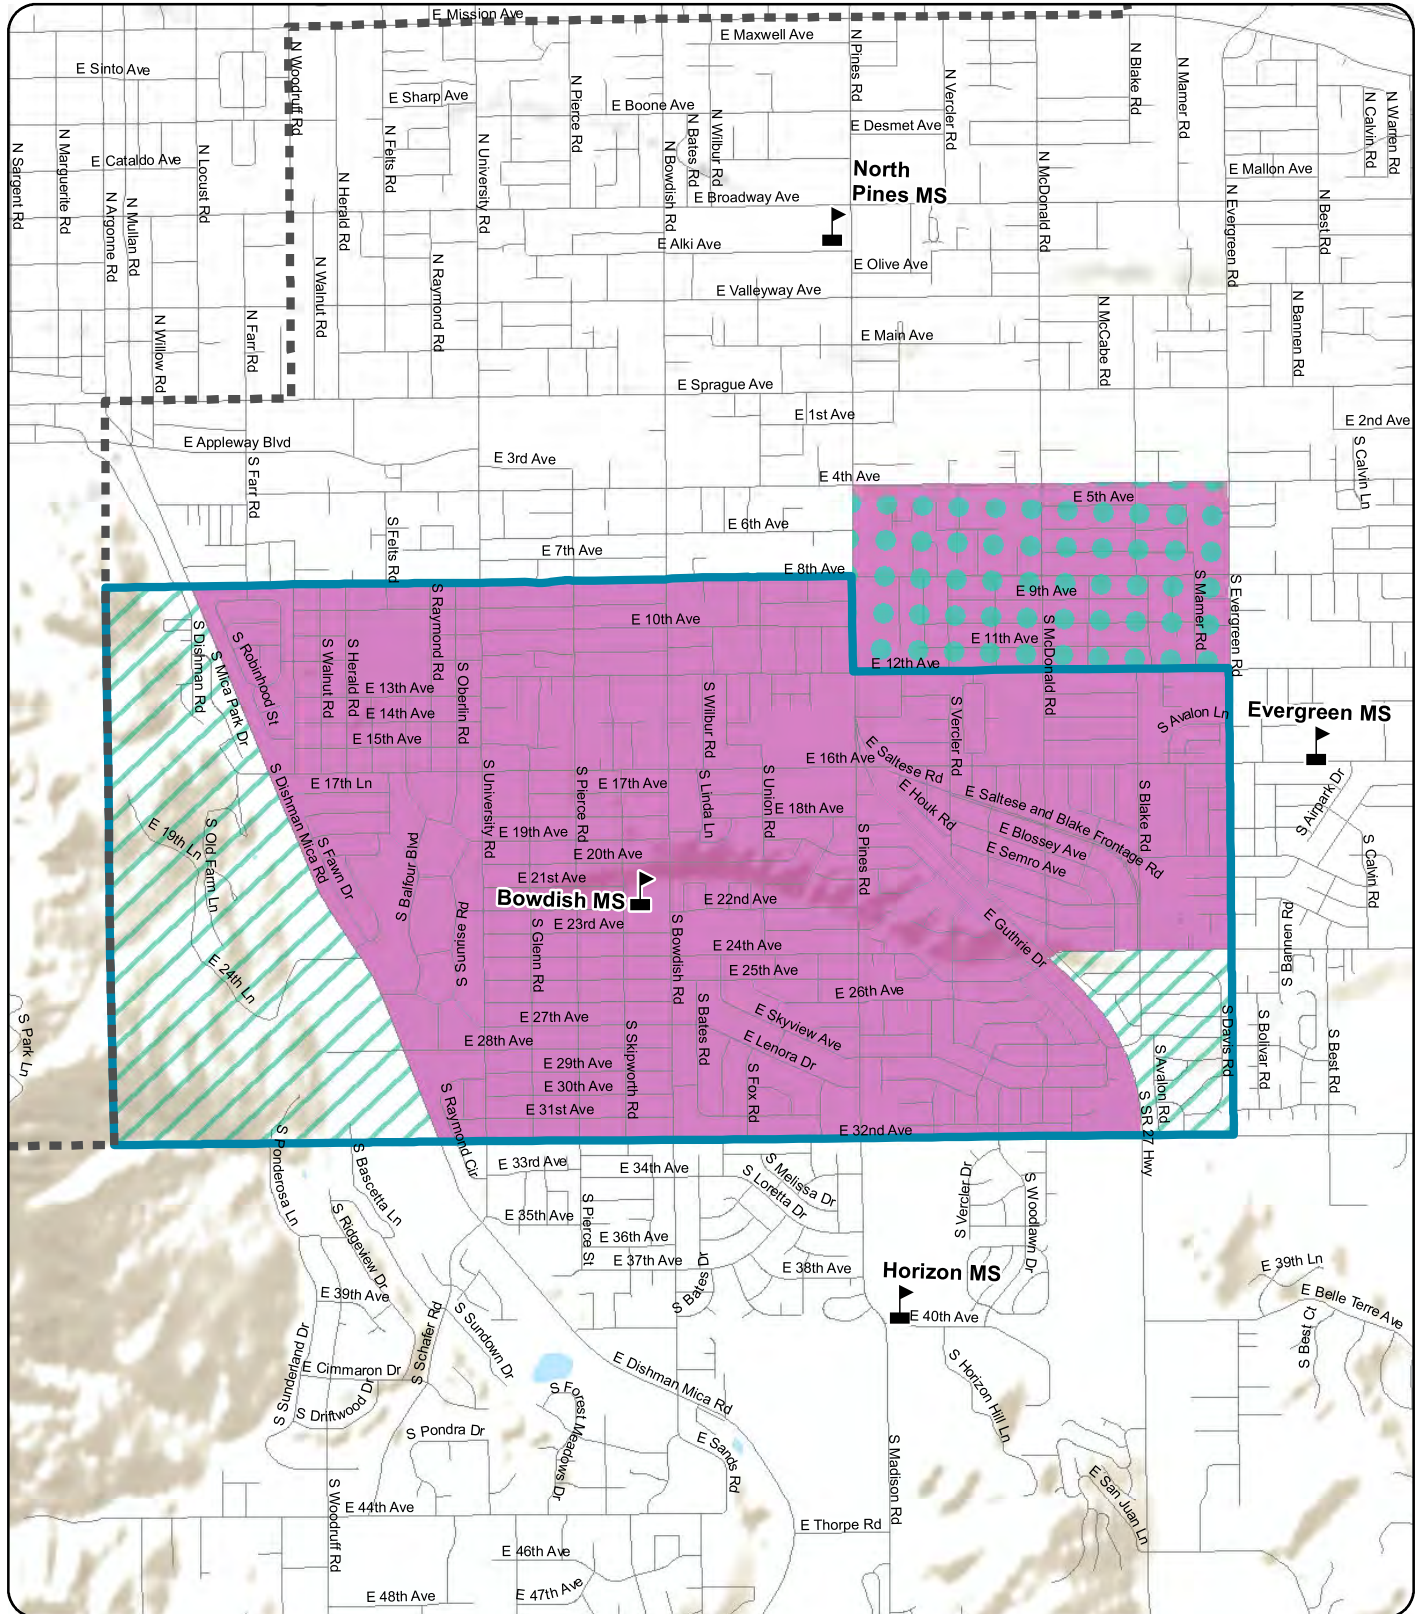 E Mission Ave
E Maxwell Ave
E Sinto Ave
N Woodruff Rd
E Sharp Ave
N Pierce Rd
E Boone Ave
N Pines Rd
N Vercler Rd
N Blake Rd
N Mamer Rd
N Calvin Rd
N Warren Rd
N Sargent Rd
N Marguerite Rd
E Cataldo Ave
N Locust Rd
N Felts Rd
N University Rd
N Bates Rd
N Wilbur Rd
E Desmet Ave
N Bowdish Rd
E Broadway Ave
North
Pines MS
N McDonald Rd
E Mallon Ave
N Evergreen Rd
N Best Rd
N Argonne Rd
N Mullan Rd
N Herald Rd
N Walnut Rd
N Raymond Rd
E Alki Ave
E Olive Ave
E Valleyway Ave
N Willow Rd
N Farr Rd
E Main Ave
N McCabe Rd
N Bannen Rd
E Sprague Ave
E 1st Ave
E 2nd Ave
E Appleway Blvd
E 3rd Ave
S Farr Rd
E 4th Ave
S Calvin Ln
E 5th Ave
S Felts Rd
E 6th Ave
E 7th Ave
E 8th Ave
E 9th Ave
S Mamer Rd
S Evergreen Rd
S Raymond Rd
E 10th Ave
E 11th Ave
S McDonald Rd
S Dishman Rd
S Mica Park Dr
S Robinhood St
S Walnut Rd
S Herald Rd
E 12th Ave
S Oberlin Rd
E 13th Ave
E 14th Ave
E 15th Ave
S Wilbur Rd
S Vercler Rd
S Avalon Ln
Evergreen MS
E 16th Ave
E Saltese Rd
S Dishman Mica Rd
E 17th Ln
S University Rd
S Pierce Rd
E 17th Ave
S Linda Ln
S Union Rd
E 18th Ave
E Houk Rd
E Saltese and Blake Frontage Rd
S Blake Rd
S Airpark Dr
E 19th Ln
S Old Farm Ln
S Fawn Dr
S Balfour Blvd
E 19th Ave
E 20th Ave
S Pines Rd
E Blossey Ave
E Semro Ave
S Calvin Rd
E 21st Ave
Bowdish MS
E 22nd Ave
S Sunrise Rd
S Glenn Rd
E 23rd Ave
S Bowdish Rd
E Guthrie Dr
S Bannen Rd
E 24th Ln
E 24th Ave
E 25th Ave
E 26th Ave
S Park Ln
E 27th Ave
S Skipworth Rd
S Bates Rd
E Skyview Ave
S Davis Rd
S Bolivar Rd
S Best Rd
E 28th Ave
E Lenora Dr
E 29th Ave
S Avalon Rd
S Fox Rd
E 30th Ave
S Raymond Cir
E 31st Ave
S SR 27 Hwy
E 32nd Ave
S Ponderosa Ln
S Bascetta Ln
E 33rd Ave
E 34th Ave
S Melissa Dr
S Loretta Dr
S Vercler Dr
S Woodlawn Dr
S Ridgeview Dr
S Pierce St
E 35th Ave
E 36th Ave
E 37th Ave
E 38th Ave
S Bates Dr
Horizon MS
E 39th Ln
E Belle Terre Ave
E 39th Ave
S Schafer Rd
S Sundown Dr
E 40th Ave
S Best Ct
S Sunderland Dr
E Cimmaron Dr
S Driftwood Dr
E Dishman Mica Rd
S Forest Meadows Dr
S Horizon Hill Ln
S Pondra Dr
E Sands Rd
S Madison Rd
E San Juan Ln
S Woodruff Rd
E 44th Ave
E Thorpe Rd
E 46th Ave
E 47th Ave
E 48th Ave